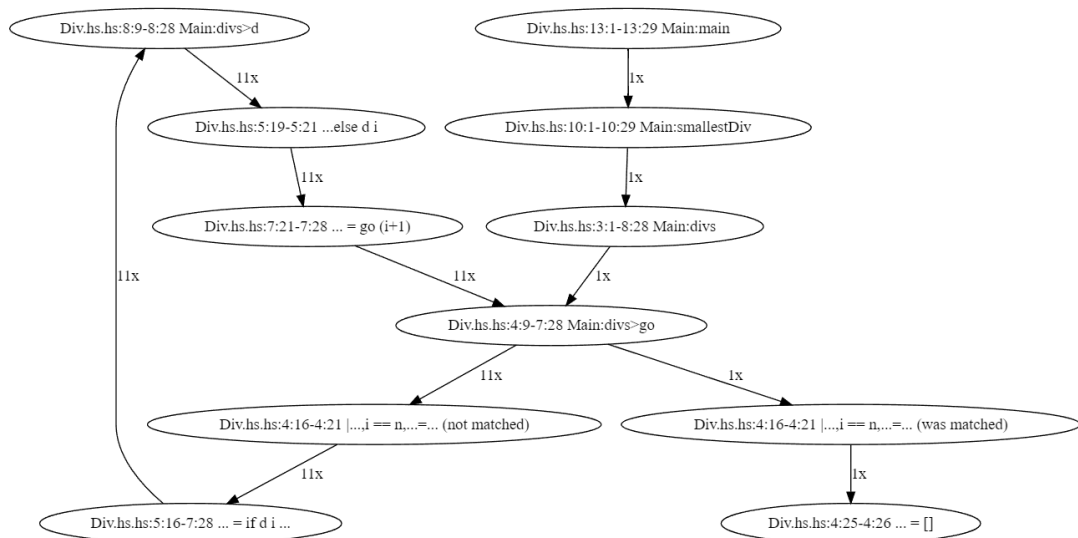 Div.hs.hs:8:9-8:28 Main:divs>d
Div.hs.hs:13:1-13:29 Main:main
11x
1x
Div.hs.hs:5:19-5:21 ...else d i
Div.hs.hs:10:1-10:29 Main:smallestDiv
11x
1x
Div.hs.hs:7:21-7:28 ... = go (i+1)
Div.hs.hs:3:1-8:28 Main:divs
11x
11x
1x
Div.hs.hs:4:9-7:28 Main:divs>go
11x
1x
Div.hs.hs:4:16-4:21 |...,i == n,...=... (not matched)
Div.hs.hs:4:16-4:21 |...,i == n,...=... (was matched)
11x
1x
Div.hs.hs:5:16-7:28 ... = if d i ...
Div.hs.hs:4:25-4:26 ... = []